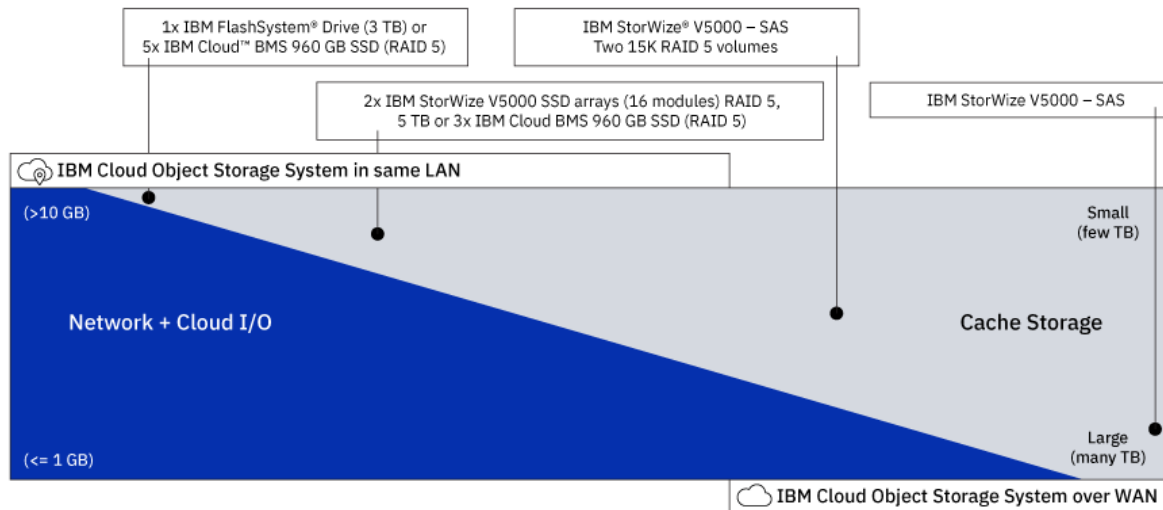 1x IBM FlashSystem® Drive (3 TB) or
5x IBM Cloud™ BMS 960 GB SSD (RAID 5)
IBM StorWize® V5000 – SAS
Two 15K RAID 5 volumes
2x IBM StorWize V5000 SSD arrays (16 modules) RAID 5,
5 TB or 3x IBM Cloud BMS 960 GB SSD (RAID 5)
IBM StorWize V5000 – SAS
IBM Cloud Object Storage System in same LAN
(>10 GB)
Small
(few TB)
Network + Cloud I/O
Cache Storage
(<= 1 GB)
Large
(many TB)
IBM Cloud Object Storage System over WAN